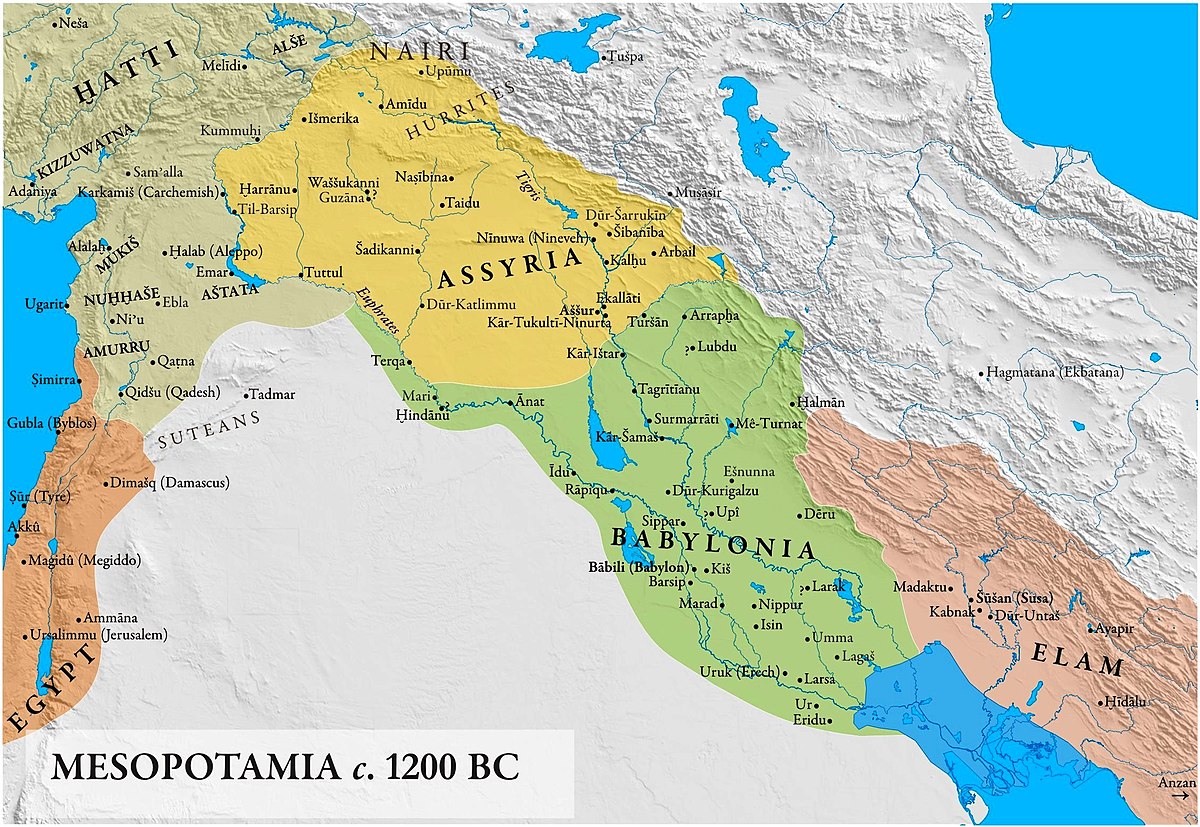 Neša
ALŠE
ḪATTI
Melīdi
NAIRI
Tušpa
Upūmu
Amīdu
Išmerika
HURRITES
Kummuḫi
KIZZUWATNA
Sam'alla
Adaniya
Karkamiš (Carchemish)
Ḫarrānu
Waššukanni
?
Guzāna
Naṣībina
Taidu
Tigris
Musasir
Til-Barsip
Dūr-Šarrukīn
Šibanība
Nīnuwa (Nineveh)
Arbail
Kalḫu
Alalaḫ
MUKIŠ
Ḫalab (Aleppo)
Šadikanni
ASSYRIA
Emar
Tuttul
AŠTATA
NUḪḪAŠE
Ugarit
Ebla
Ni'u
Euphrates
Dūr-Katlimmu
Ekallāti
Aššur
Kār-Tukultī-Ninurta
Turšān
Arrapḫa
AMURRU
Qaṭna
Terqa
Kār-Ištar
?
Lubdu
Hagmatana (Ekbatana)
Ṣimirra
Qidšu (Qadesh)
Tadmar
Mari
Ḫindānu
?
Ānat
Tagrītianu
Ḫalmān
SUTEANS
Gubla (Byblos)
Surmarrāti
Mê-Turnat
Kār-Šamaš
Dimašq (Damascus)
Īdu
Ešnunna
Rāpiqu
Dūr-Kurigalzu
Ṣūr (Tyre)
Akkû
Sippar
?
Upî
Dēru
BABYLONIA
Magidû (Megiddo)
Bābili (Babylon)
Kiš
Barsip
?
Larak
Madaktu
Šūšan (Susa)
Kabnak
Dūr-Untaš
Marad
Nippur
Isin
Ammāna
Ursalimmu (Jerusalem)
Umma
Lagaš
Ayapir
ELAM
EGYPT
Uruk (Erech)
Larsa
Ur
Eridu
Ḫīdālu
MESOPOTAMIA c. 1200 BC
Anzan
→